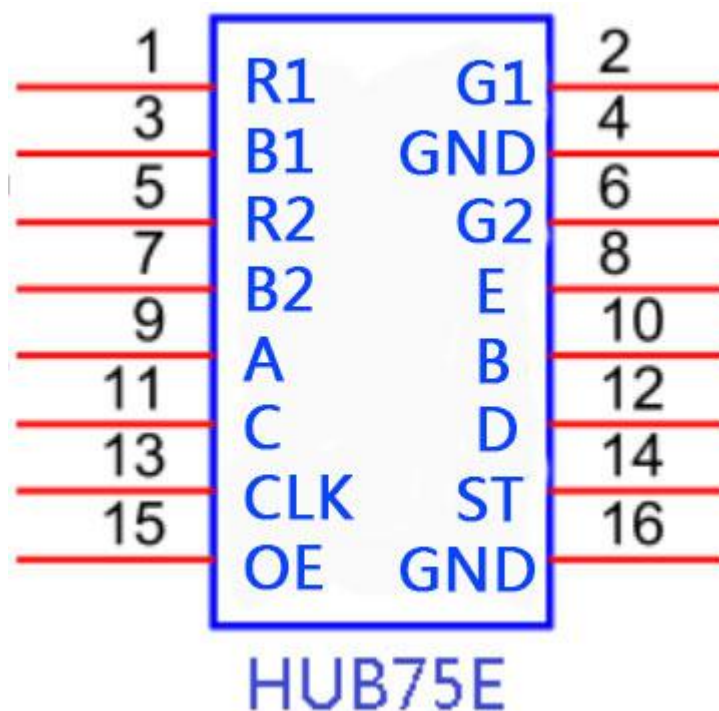 1 2
R1 G1
3 4
B1 GND
5 6
R2 G2
7 8
B2 E
9 10
A B
11 12
C D
13 14
CLK ST
15 16
OE GND
HUB75E